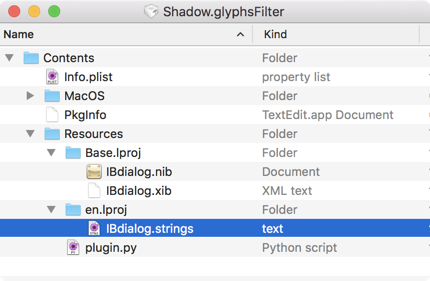 Shadow.glyphsFilter
Name Kind
Contents Folder
Info.plist property list
MacOS Folder
PkgInfo TextEdit.app Document
Resources Folder
Base.lproj Folder
IBdialog.nib Document
IBdialog.xib XML text
en.lproj Folder
IBdialog.strings text
plugin.py Python script